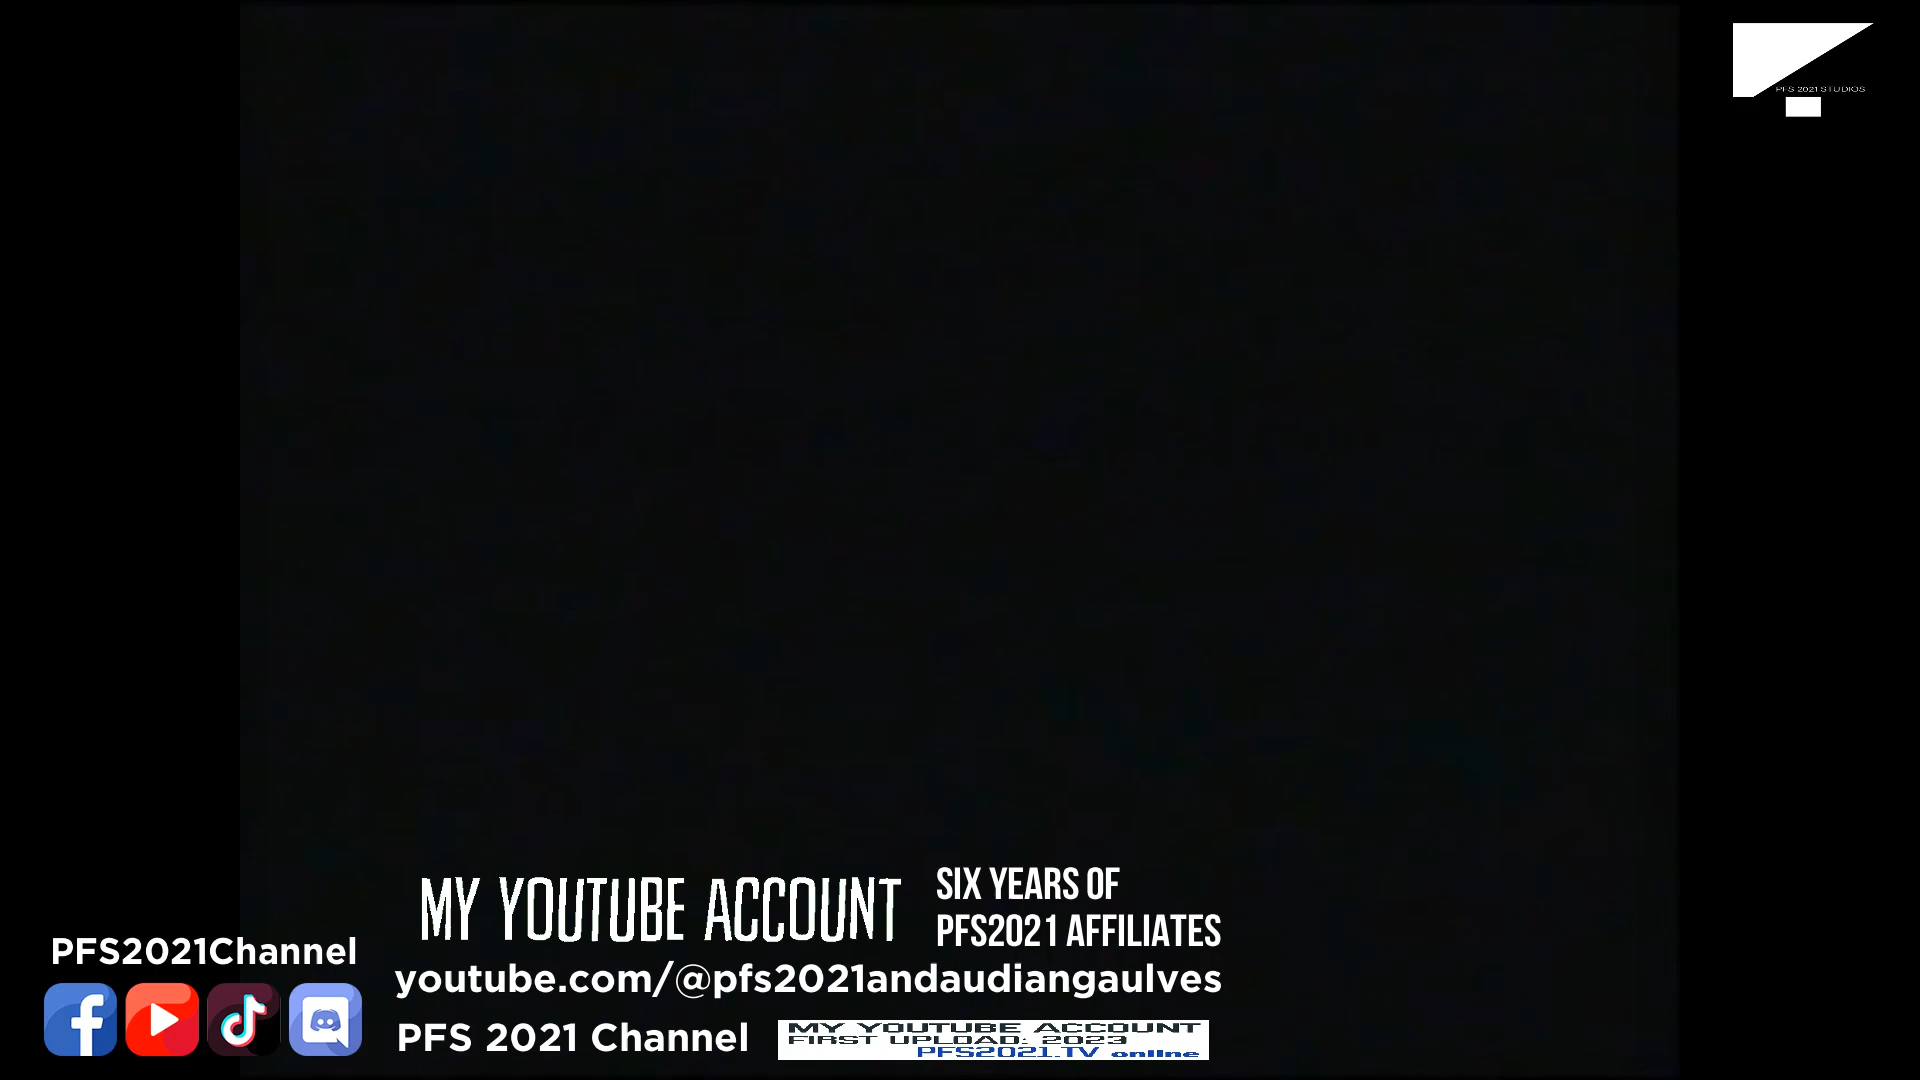 PFS 2021 STUDIOS
MY YOUTUBE ACCOUNT
SIX YEARS OF
PFS2021 AFFILIATES
PFS2021Channel
youtube.com/@pfs2021andaudiangaulves
PFS 2021 Channel
MY YOUTUBE ACCOUNT
FIRST UPLOAD: 2023
PFS2021.TV online